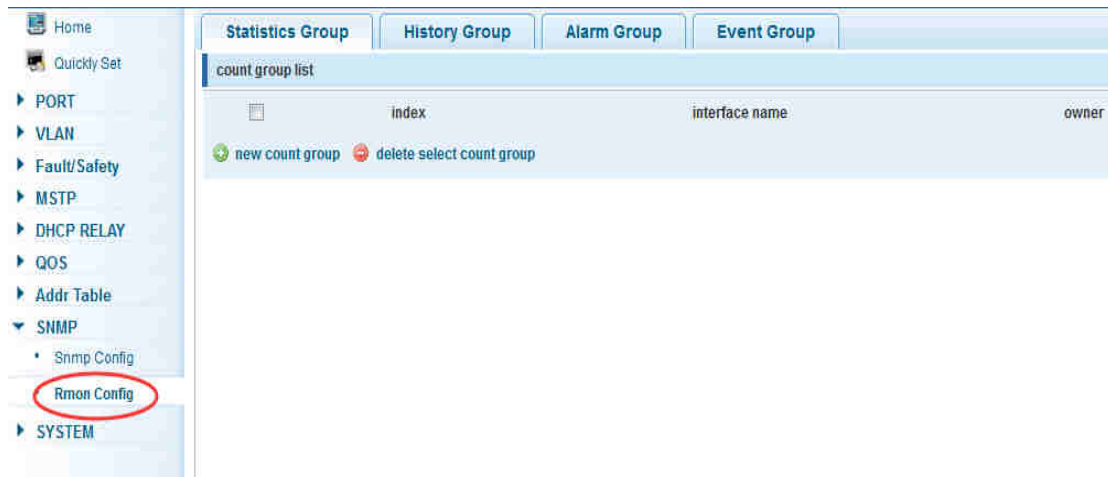 Home
Quickly Set
PORT
VLAN
Fault/Safety
MSTP
DHCP RELAY
QOS
Addr Table
SNMP
Snmp Config
Rmon Config
SYSTEM
Statistics Group History Group Alarm Group Event Group
count group list
index interface name owner
new count group delete select count group